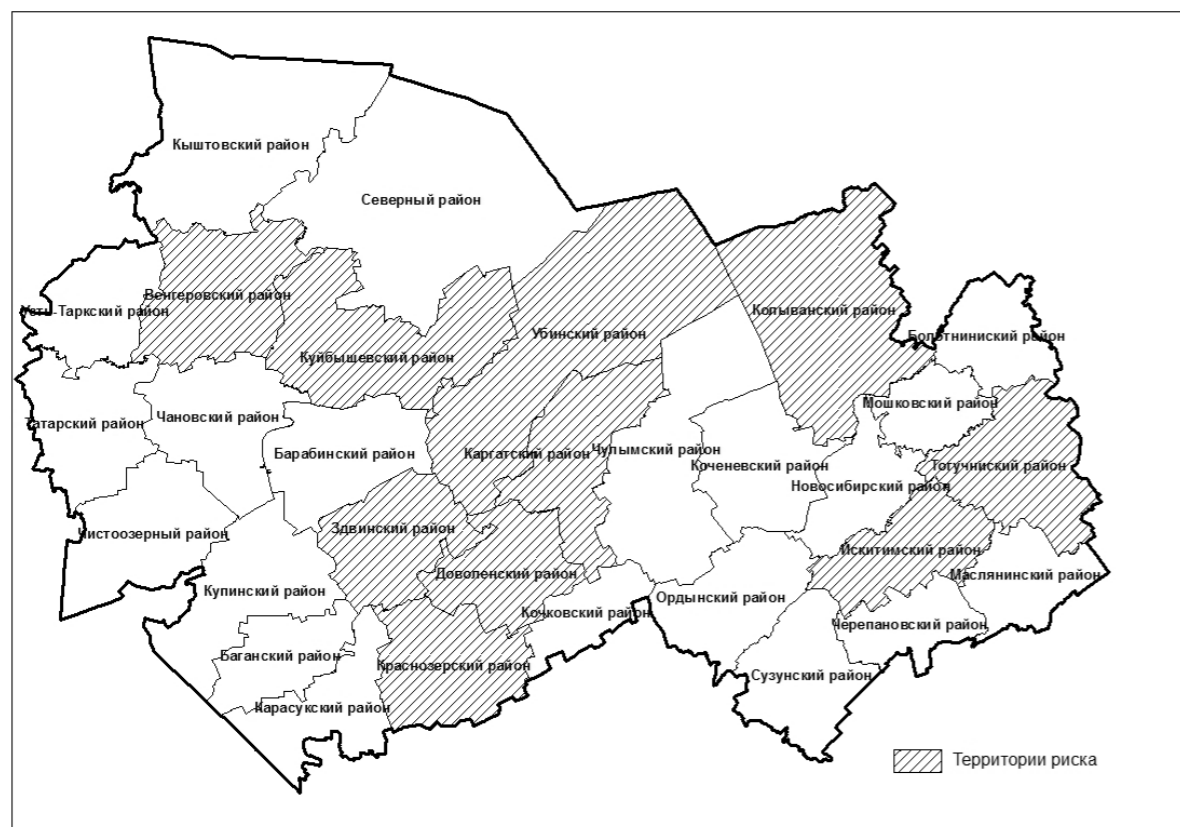 Кыштовский район
Северный район
Венгеровский район
Усть-Таркский район
Убинский район
Колыванский район
Болотниниский район
Куйбышевский район
Мошковский район
Чановский район
Татарский район
Барабинский район
Каргатский район
Чулымский район
Коченевский район
Тогучниский район
Новосибирский район
Чистоозерный район
Здвинский район
Искитимский район
Доволенский район
Маслянинский район
Купинский район
Ордынский район
Кочковский район
Черепановский район
Баганский район
Краснозерский район
Сузунский район
Карасукский район
Территории риска